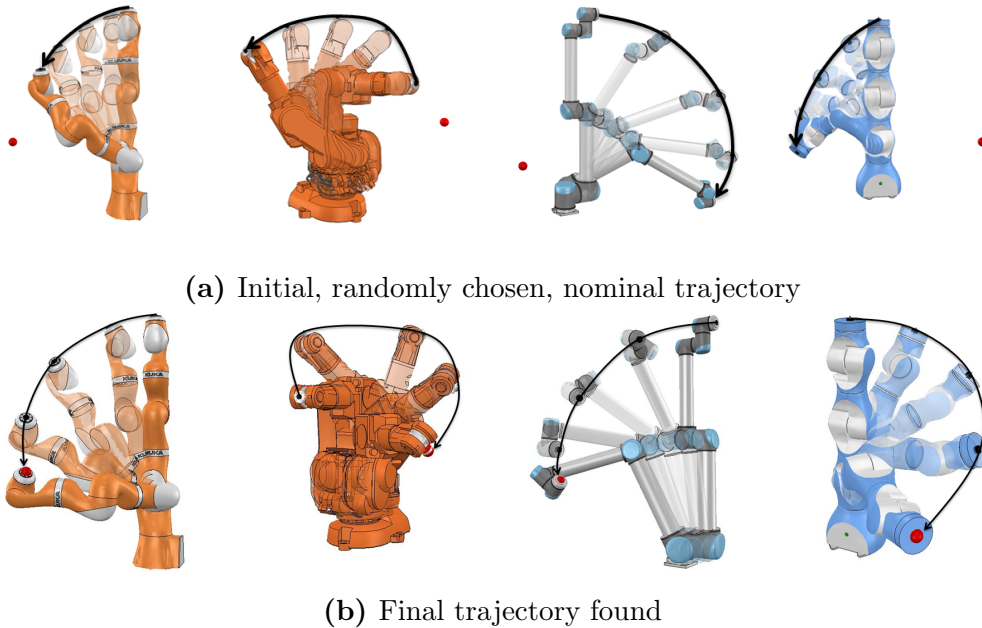 (a) Initial, randomly chosen, nominal trajectory
(b) Final trajectory found